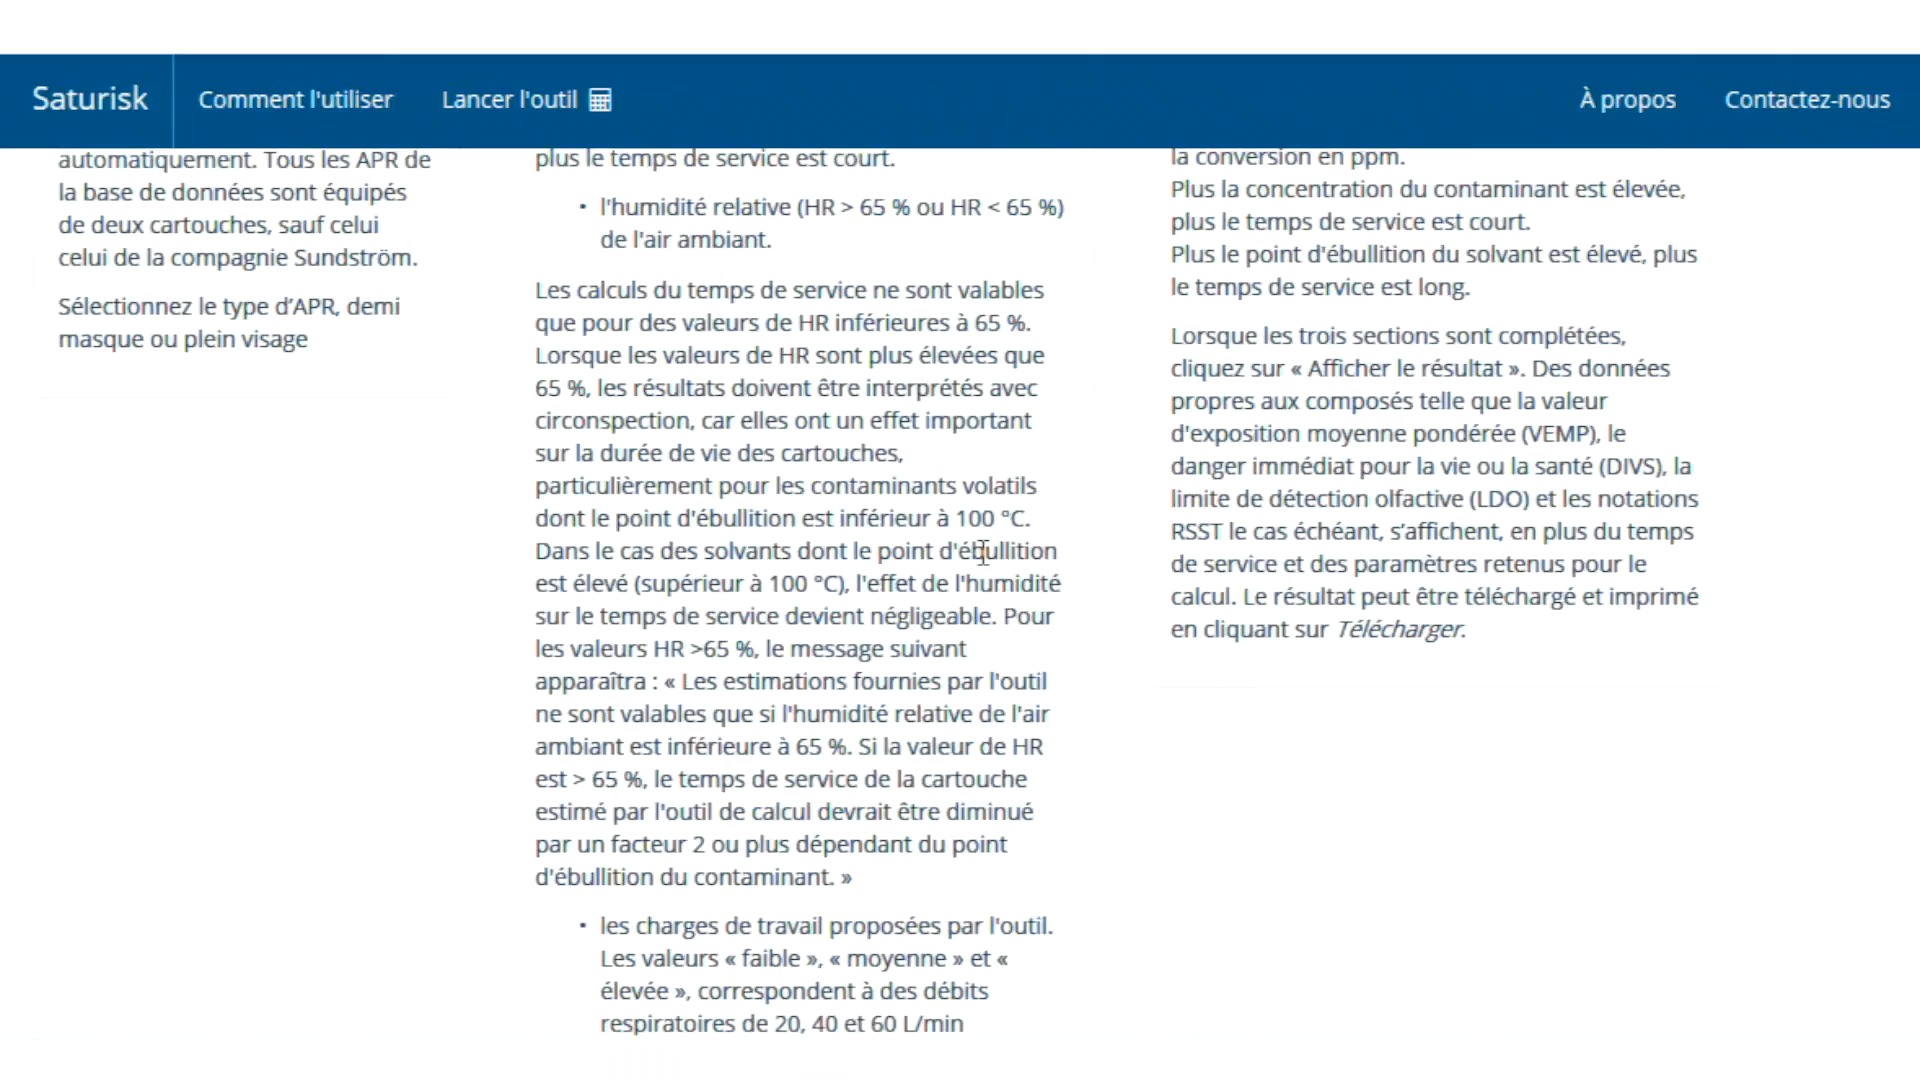 Saturisk
Comment l'utiliser
Lancer l'outil
À propos
Contactez-nous
automatiquement. Tous les APR de
la base de données sont équipés
de deux cartouches, sauf celui
celui de la compagnie Sundström.
Sélectionnez le type d’APR, demi
masque ou plein visage
plus le temps de service est court.
• l'humidité relative (HR > 65 % ou HR < 65 %)
de l'air ambiant.
Les calculs du temps de service ne sont valables
que pour des valeurs de HR inférieures à 65 %.
Lorsque les valeurs de HR sont plus élevées que
65 %, les résultats doivent être interprétés avec
circonspection, car elles ont un effet important
sur la durée de vie des cartouches,
particulièrement pour les contaminants volatils
dont le point d'ébullition est inférieur à 100 °C.
Dans le cas des solvants dont le point d'ébullition
est élevé (supérieur à 100 °C), l'effet de l'humidité
sur le temps de service devient négligeable. Pour
les valeurs HR >65 %, le message suivant
apparaîtra : « Les estimations fournies par l'outil
ne sont valables que si l'humidité relative de l'air
ambiant est inférieure à 65 %. Si la valeur de HR
est > 65 %, le temps de service de la cartouche
estimé par l'outil de calcul devrait être diminué
par un facteur 2 ou plus dépendant du point
d'ébullition du contaminant. »
• les charges de travail proposées par l'outil.
Les valeurs « faible », « moyenne » et «
élevée », correspondent à des débits
respiratoires de 20, 40 et 60 L/min
la conversion en ppm.
Plus la concentration du contaminant est élevée,
plus le temps de service est court.
Plus le point d'ébullition du solvant est élevé, plus
le temps de service est long.
Lorsque les trois sections sont complétées,
cliquez sur « Afficher le résultat ». Des données
propres aux composés telle que la valeur
d'exposition moyenne pondérée (VEMP), le
danger immédiat pour la vie ou la santé (DIVS), la
limite de détection olfactive (LDO) et les notations
RSST le cas échéant, s’affichent, en plus du temps
de service et des paramètres retenus pour le
calcul. Le résultat peut être téléchargé et imprimé
en cliquant sur Télécharger.